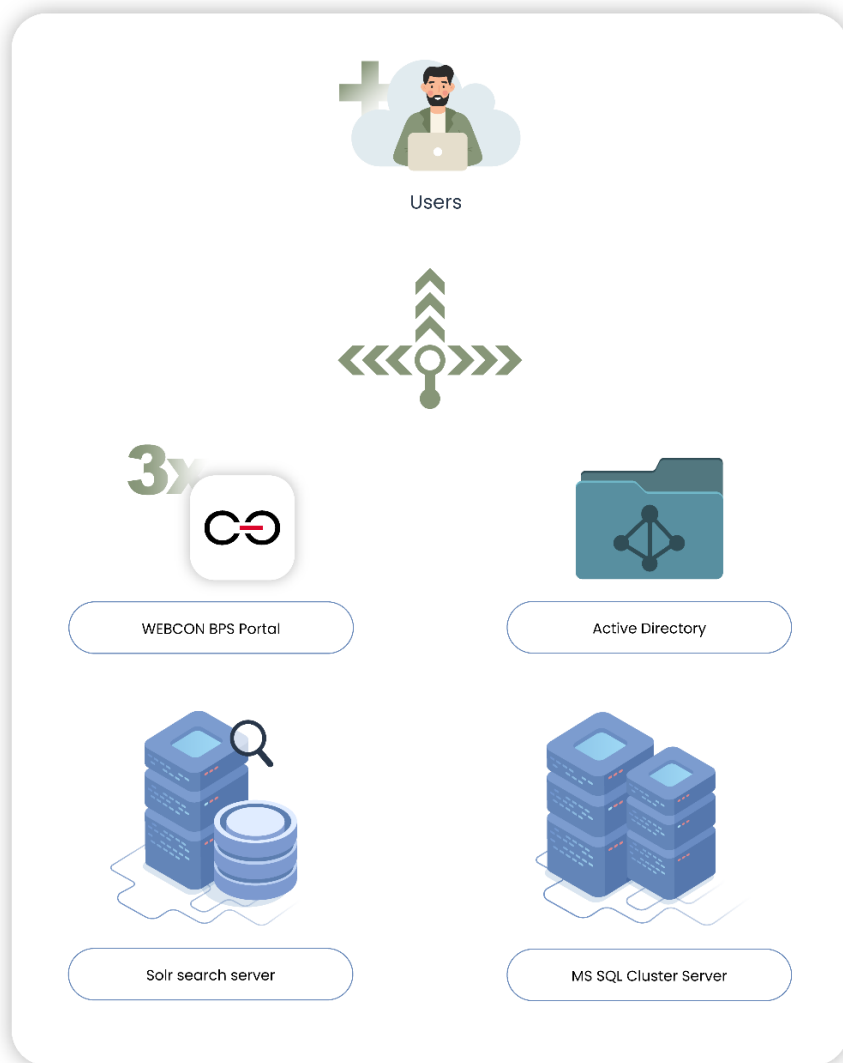 Users
3x
WEBCON BPS Portal
Active Directory
Solr search server
MS SQL Cluster Server